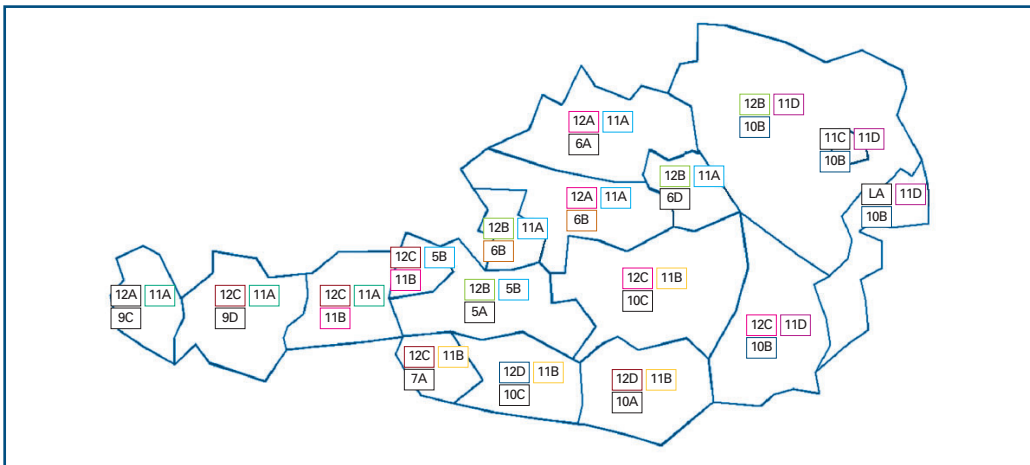 12B 11D
10B
12A 11A
6A
11C 11D
10B
12B 11A
6D
LA 11D
10B
12A 11A
6B
12B 11A
6B
12C 5B
11B
12C 11B
10C
12B 5B
5A
12A 11A
9C
12C 11A
9D
12C 11A
11B
12C 11D
10B
12C 11B
7A
12D 11B
10C
12D 11B
10A